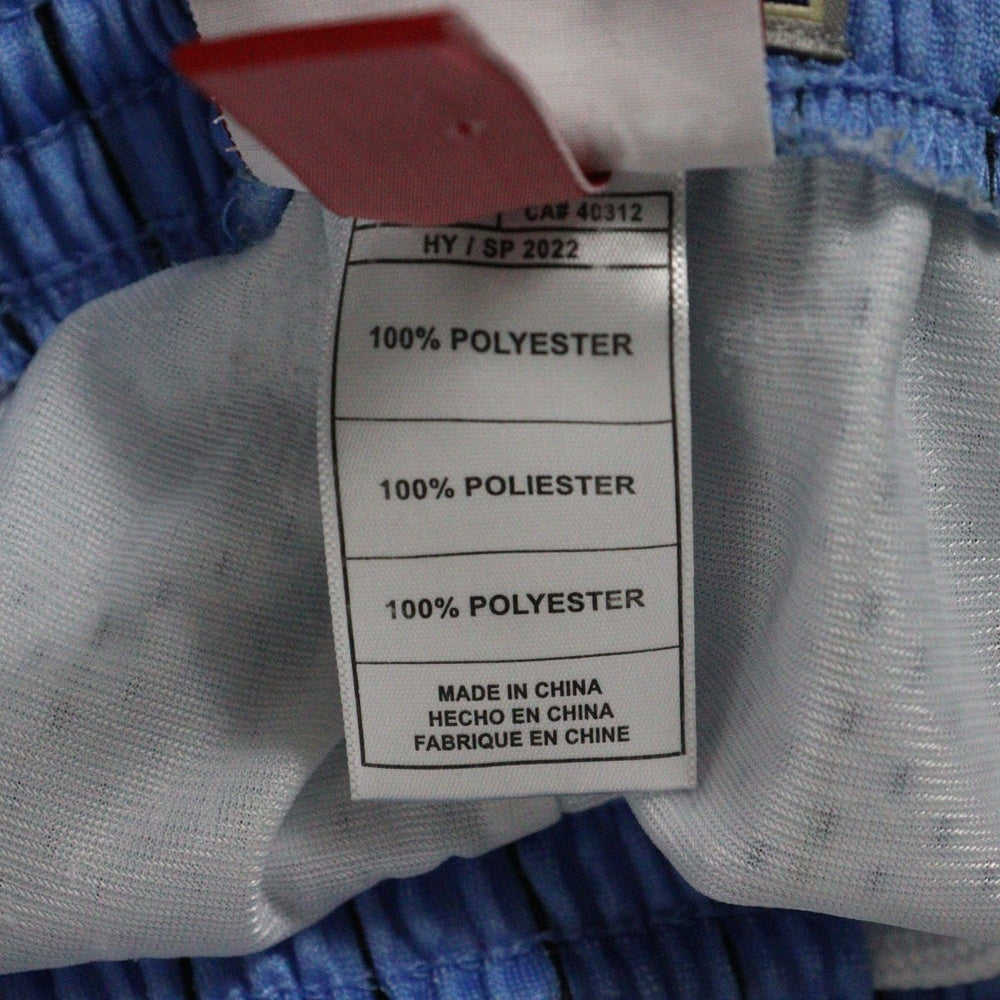 CA# 40312
HY / SP 2022
100% POLYESTER
100% POLIESTER
100% POLYESTER
MADE IN CHINA
HECHO EN CHINA
FABRIQUE EN CHINE